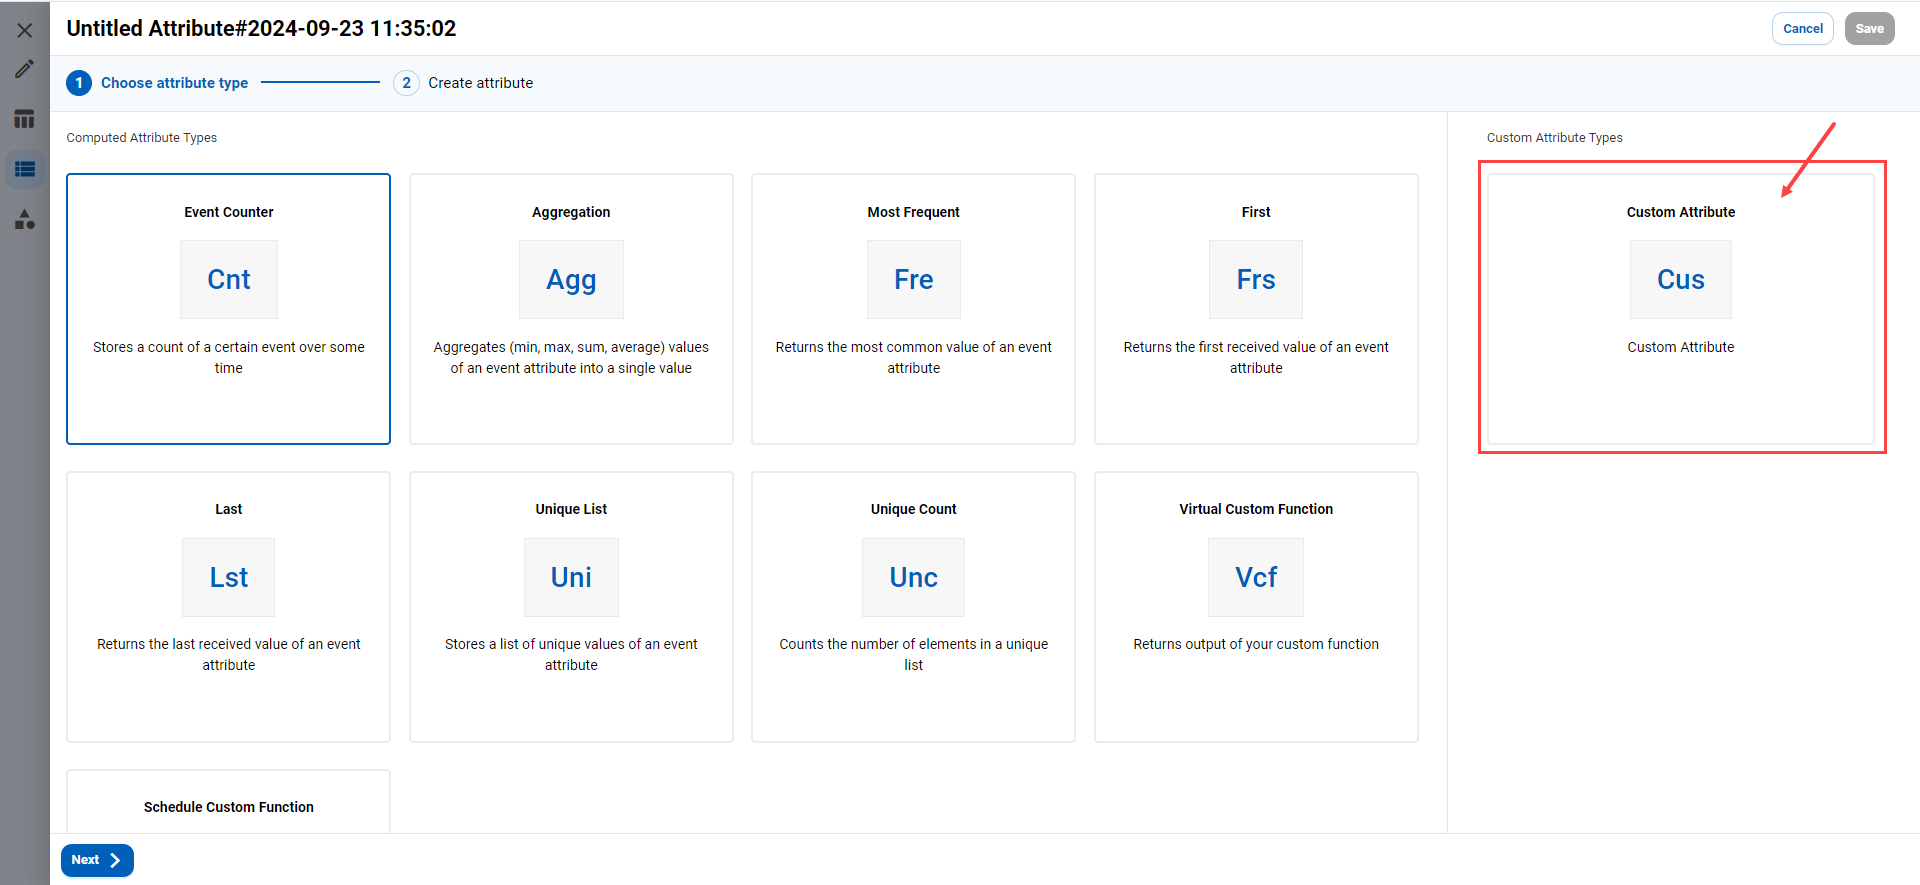 Untitled Attribute#2024-09-23 11:35:02
Cancel
Save
1 Choose attribute type
2 Create attribute
Computed Attribute Types
Custom Attribute Types
Event Counter
Cnt
Stores a count of a certain event over some
time
Aggregation
Agg
Aggregates (min, max, sum, average) values
of an event attribute into a single value
Most Frequent
Fre
Returns the most common value of an event
attribute
First
Frs
Returns the first received value of an event
attribute
Custom Attribute
Cus
Custom Attribute
Last
Lst
Returns the last received value of an event
attribute
Unique List
Uni
Stores a list of unique values of an event
attribute
Unique Count
Unc
Counts the number of elements in a unique
list
Virtual Custom Function
Vcf
Returns output of your custom function
Schedule Custom Function
Next